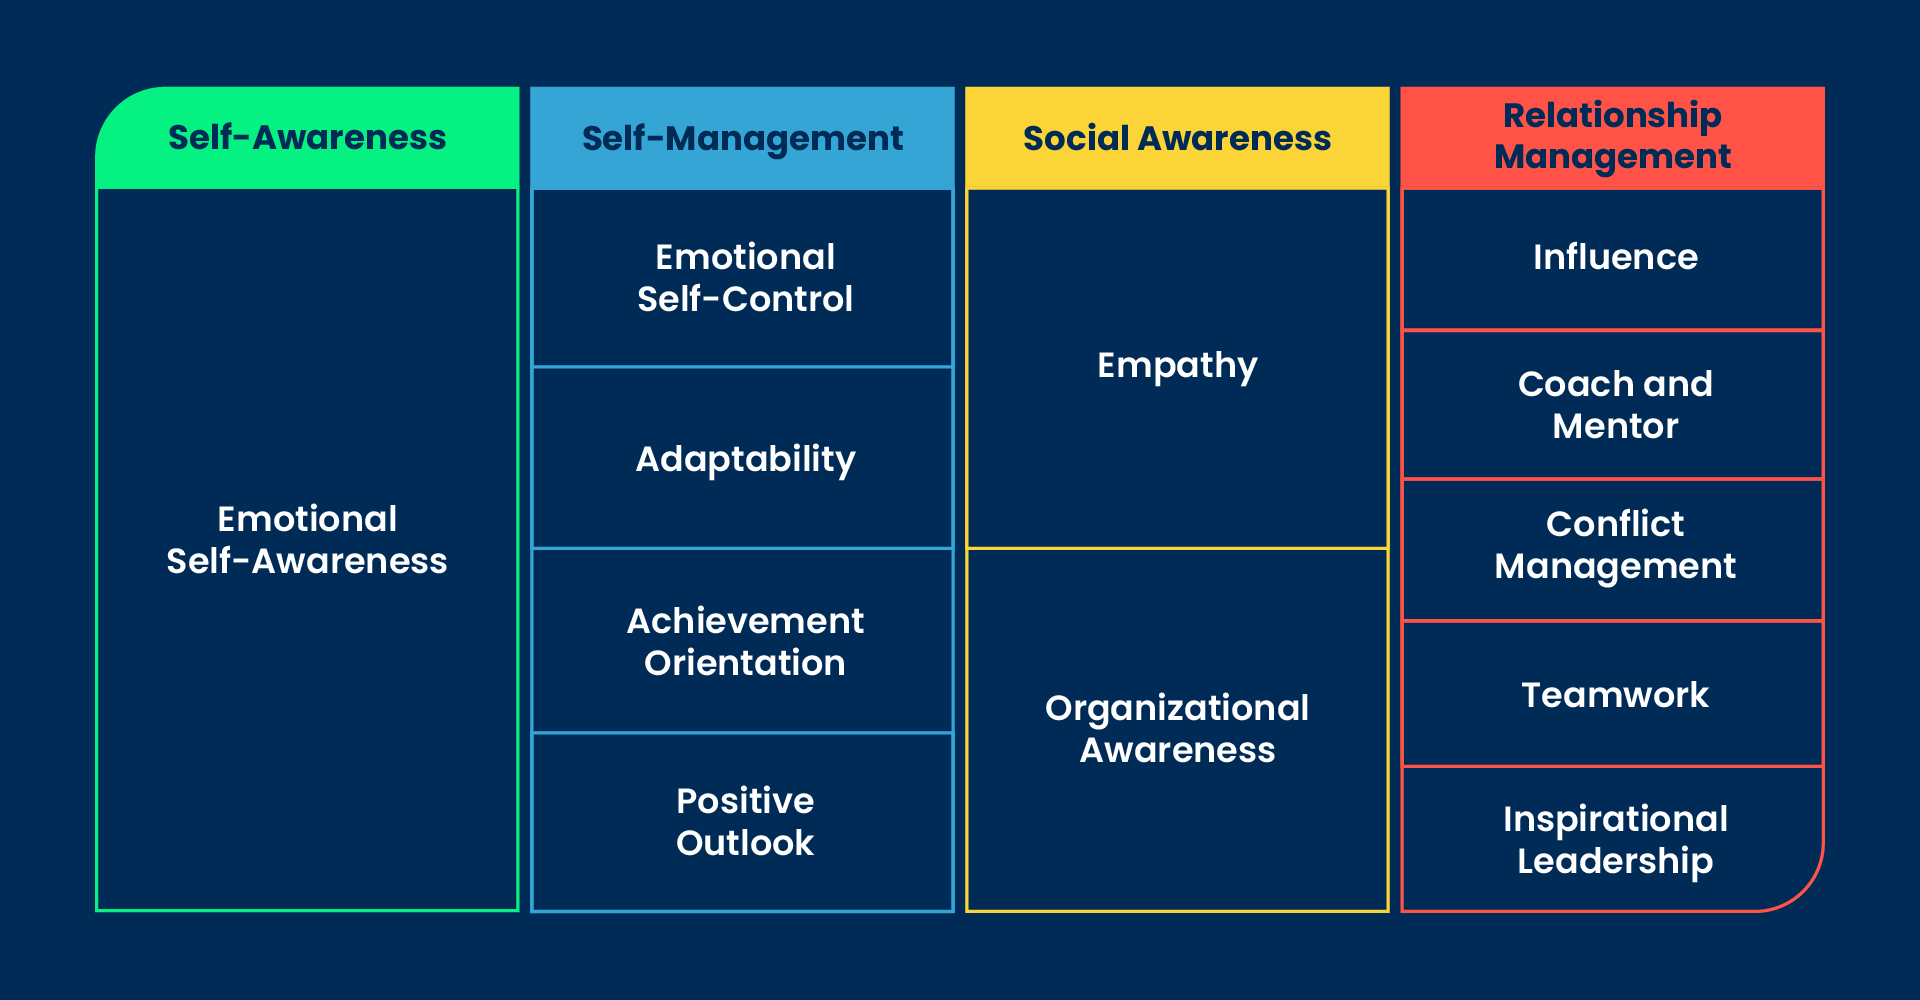 Self-Awareness
Emotional
Self-Awareness
Self-Management
Emotional
Self-Control
Adaptability
Achievement
Orientation
Positive
Outlook
Social Awareness
Empathy
Organizational
Awareness
Relationship
Management
Influence
Coach and
Mentor
Conflict
Management
Teamwork
Inspirational
Leadership